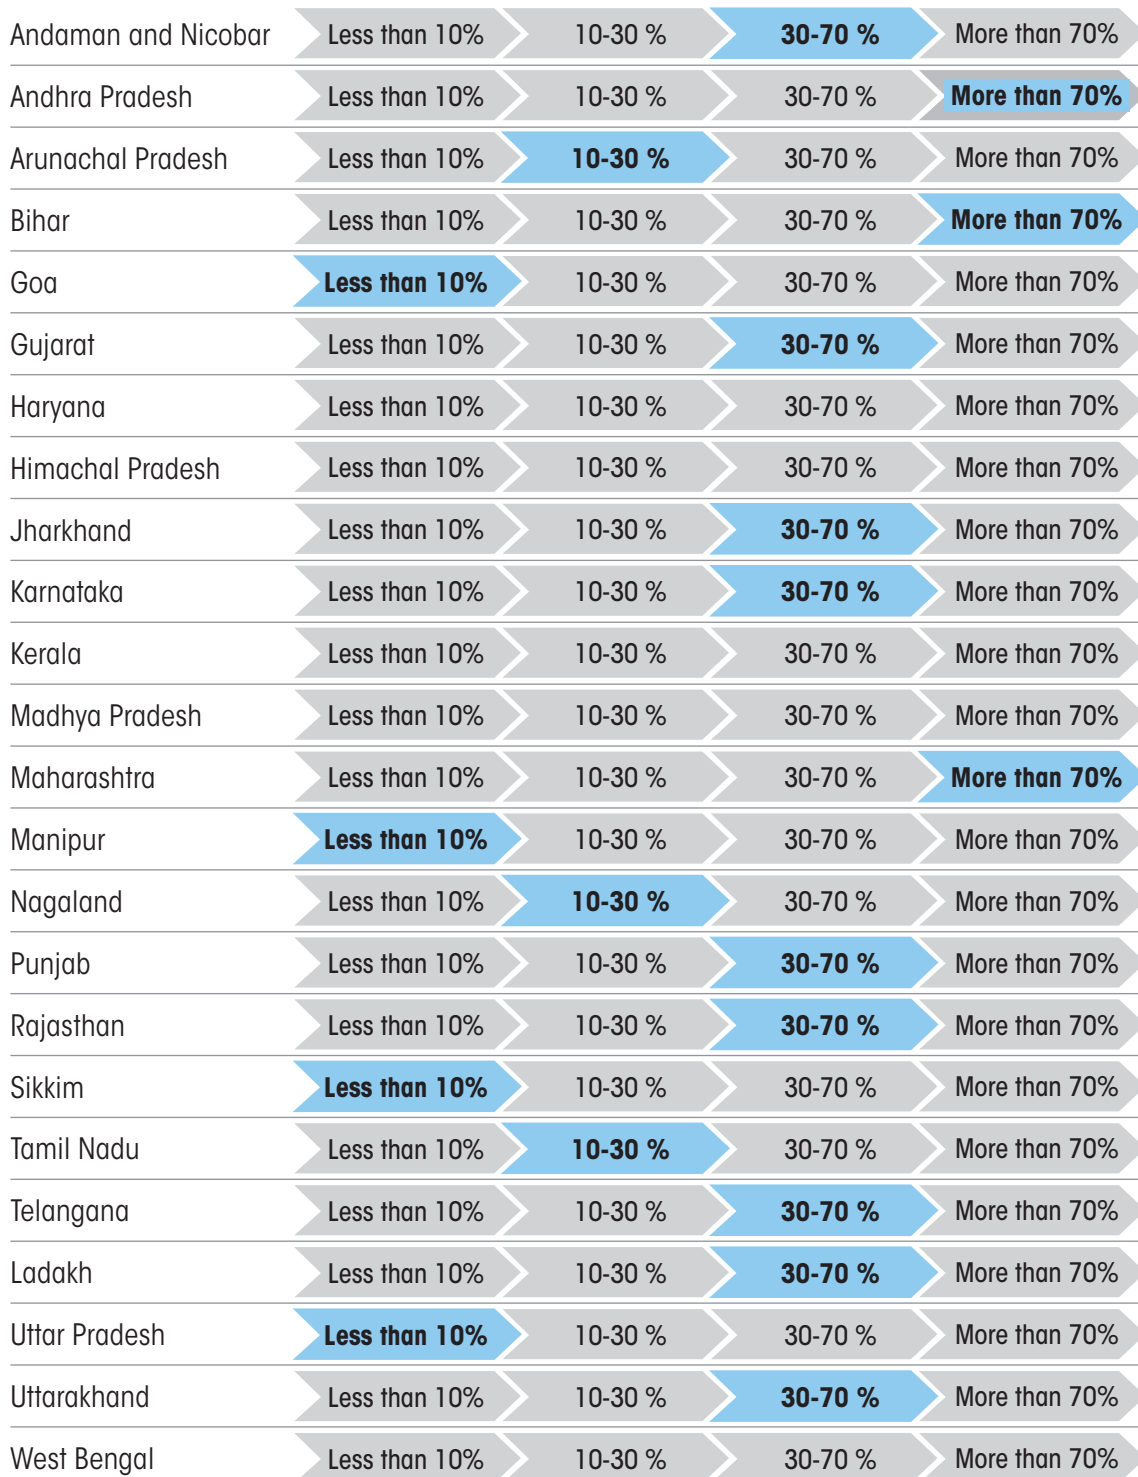 Andaman and Nicobar Less than 10% 10-30 % 30-70 % More than 70%
Andhra Pradesh Less than 10% 10-30 % 30-70 % More than 70%
Arunachal Pradesh Less than 10% 10-30 % 30-70 % More than 70%
Bihar Less than 10% 10-30 % 30-70 % More than 70%
Goa Less than 10% 10-30 % 30-70 % More than 70%
Gujarat Less than 10% 10-30 % 30-70 % More than 70%
Haryana Less than 10% 10-30 % 30-70 % More than 70%
Himachal Pradesh Less than 10% 10-30 % 30-70 % More than 70%
Jharkhand Less than 10% 10-30 % 30-70 % More than 70%
Karnataka Less than 10% 10-30 % 30-70 % More than 70%
Kerala Less than 10% 10-30 % 30-70 % More than 70%
Madhya Pradesh Less than 10% 10-30 % 30-70 % More than 70%
Maharashtra Less than 10% 10-30 % 30-70 % More than 70%
Manipur Less than 10% 10-30 % 30-70 % More than 70%
Nagaland Less than 10% 10-30 % 30-70 % More than 70%
Punjab Less than 10% 10-30 % 30-70 % More than 70%
Rajasthan Less than 10% 10-30 % 30-70 % More than 70%
Sikkim Less than 10% 10-30 % 30-70 % More than 70%
Tamil Nadu Less than 10% 10-30 % 30-70 % More than 70%
Telangana Less than 10% 10-30 % 30-70 % More than 70%
Ladakh Less than 10% 10-30 % 30-70 % More than 70%
Uttar Pradesh Less than 10% 10-30 % 30-70 % More than 70%
Uttarakhand Less than 10% 10-30 % 30-70 % More than 70%
West Bengal Less than 10% 10-30 % 30-70 % More than 70%